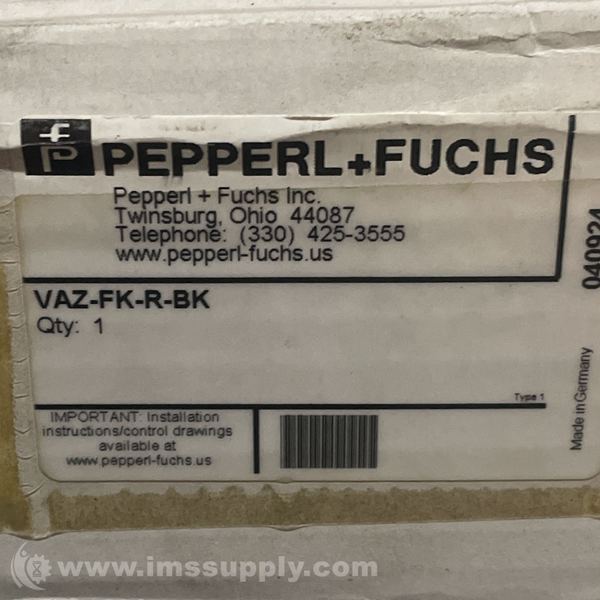 PEPPERL+FUCHS
Pepperl + Fuchs Inc.
Twinsburg, Ohio 44087
Telephone: (330) 425-3555
www.pepperl-fuchs.us
040924
VAZ-FK-R-BK
Qty: 1
Type 1
Made in Germany
IMPORTANT: Installation
instructions/control drawings
available at
www.pepperl-fuchs.us
www.imssupply.com